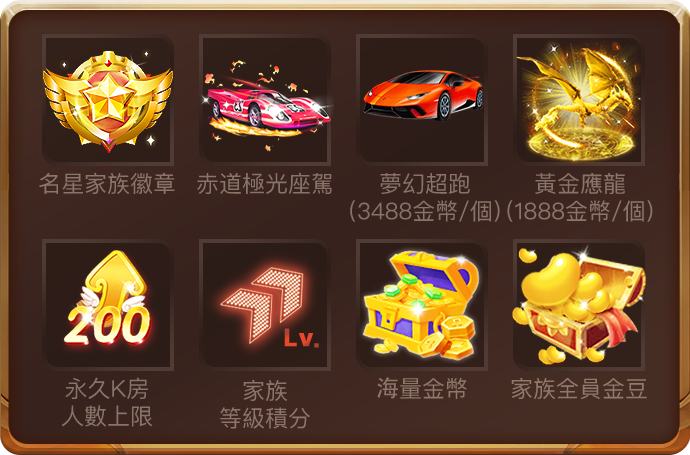 名星家族徽章
赤道極光座駕
夢幻超跑
(3488金幣/個)
黃金應龍
(1888金幣/個)
200
永久K房
人數上限
Lv.
家族
等級積分
海量金幣
家族全員金豆